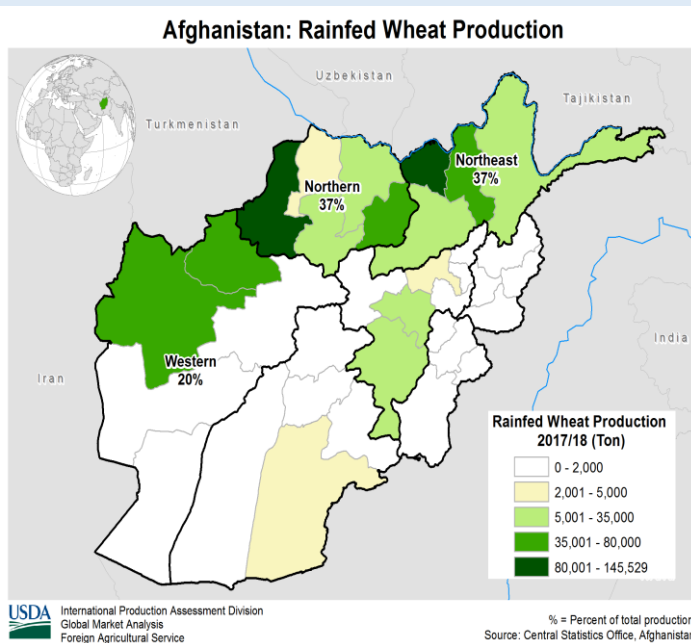 Afghanistan: Rainfed Wheat Production
Uzbekistan
Tajikistan
Turkmenistan
Northern
37%
Northeast
37%
Western
20%
Iran
India
Rainfed Wheat Production
2017/18 (Ton)
0 - 2,000
2,001 - 5,000
5,001 - 35,000
35,001 - 80,000
80,001 - 145,529
USDA
International Production Assessment Division
Global Market Analysis
Foreign Agricultural Service
% = Percent of total production
Source: Central Statistics Office, Afghanistan